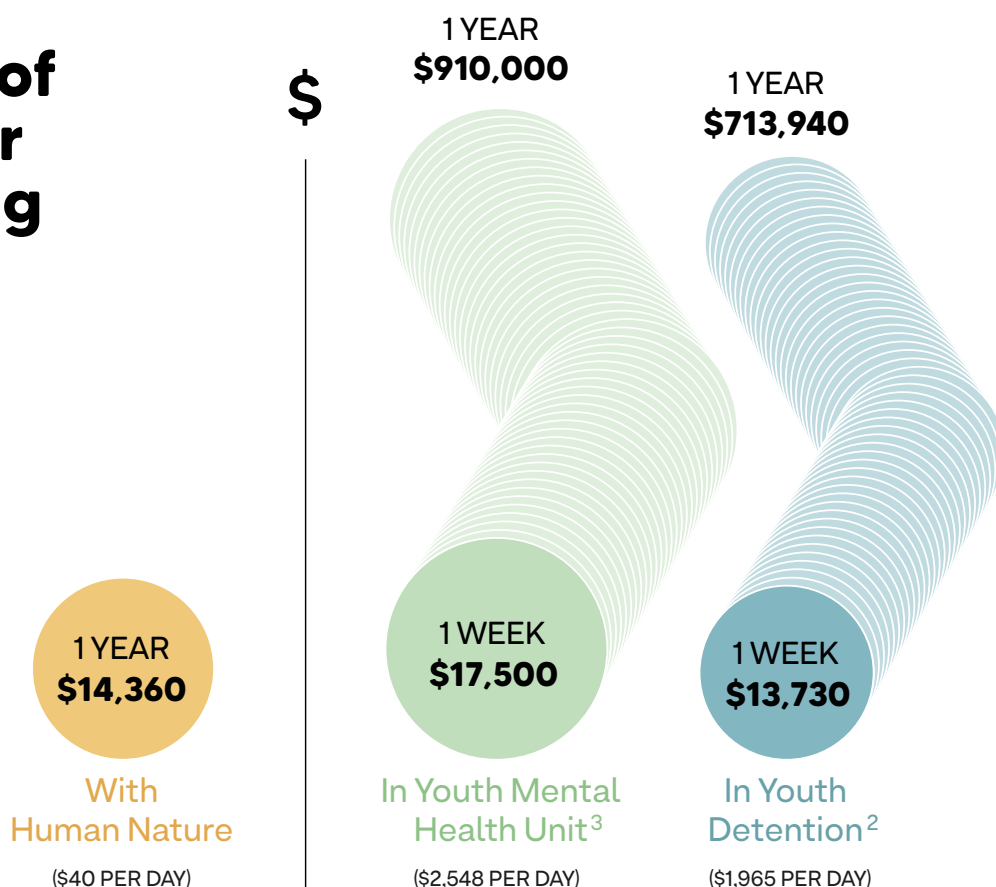 of
r
g
$
1 YEAR
$910,000
1 YEAR
$713,940
1 YEAR
$14,360
1 WEEK
$17,500
1 WEEK
$13,730
With
Human Nature
($40 PER DAY)
In Youth Mental
Health Unit³
($2,548 PER DAY)
In Youth
Detention²
($1,965 PER DAY)